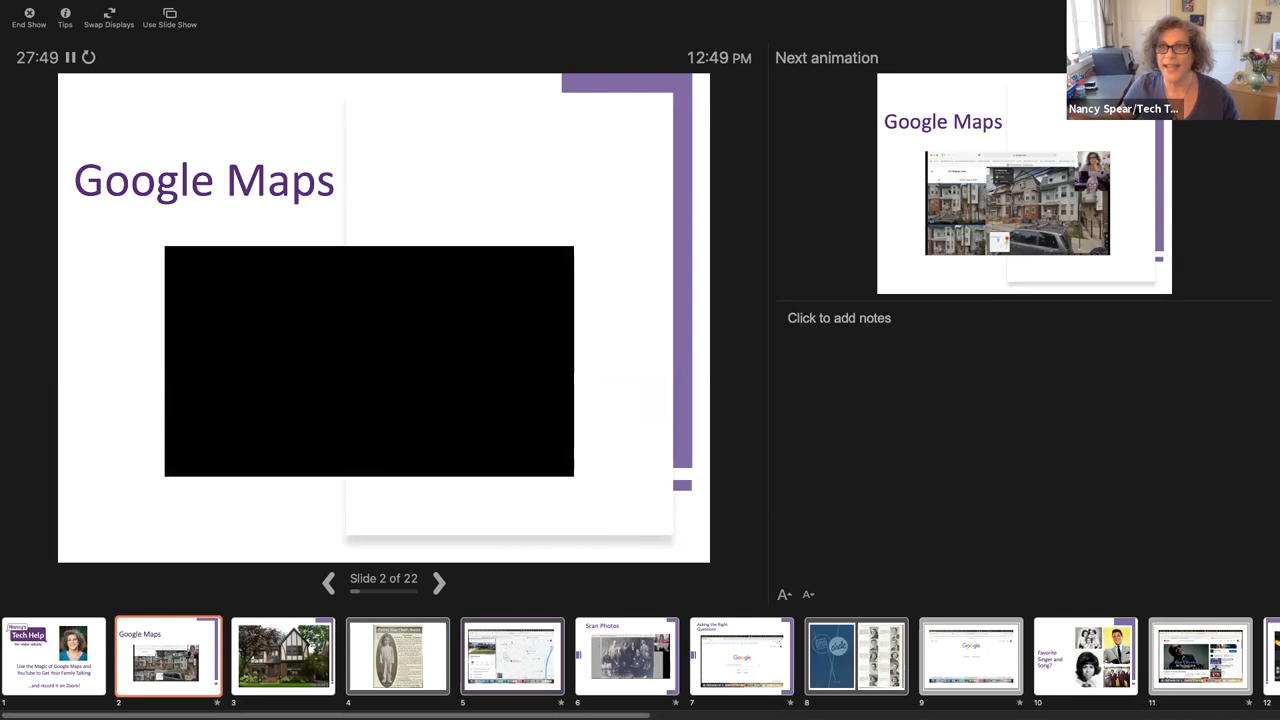 End Show
Tips
Swap Displays
Use Slide Show
27:49
12:49 PM
Next animation
Nancy Spear/Tech T...
Google Maps
Google Maps
Click to add notes
A A
Slide 2 of 22
Nancy's
Tech Help
Use the Magic of Google Maps and
YouTube to Get Your Family Talking
...and record it on Zoom!
Google Maps
Scan Photos
Asking the Right
Questions
Google
Google
Favorite
Singer and
Song?
1
2
3
4
5
6
7
8
9
10
11
12